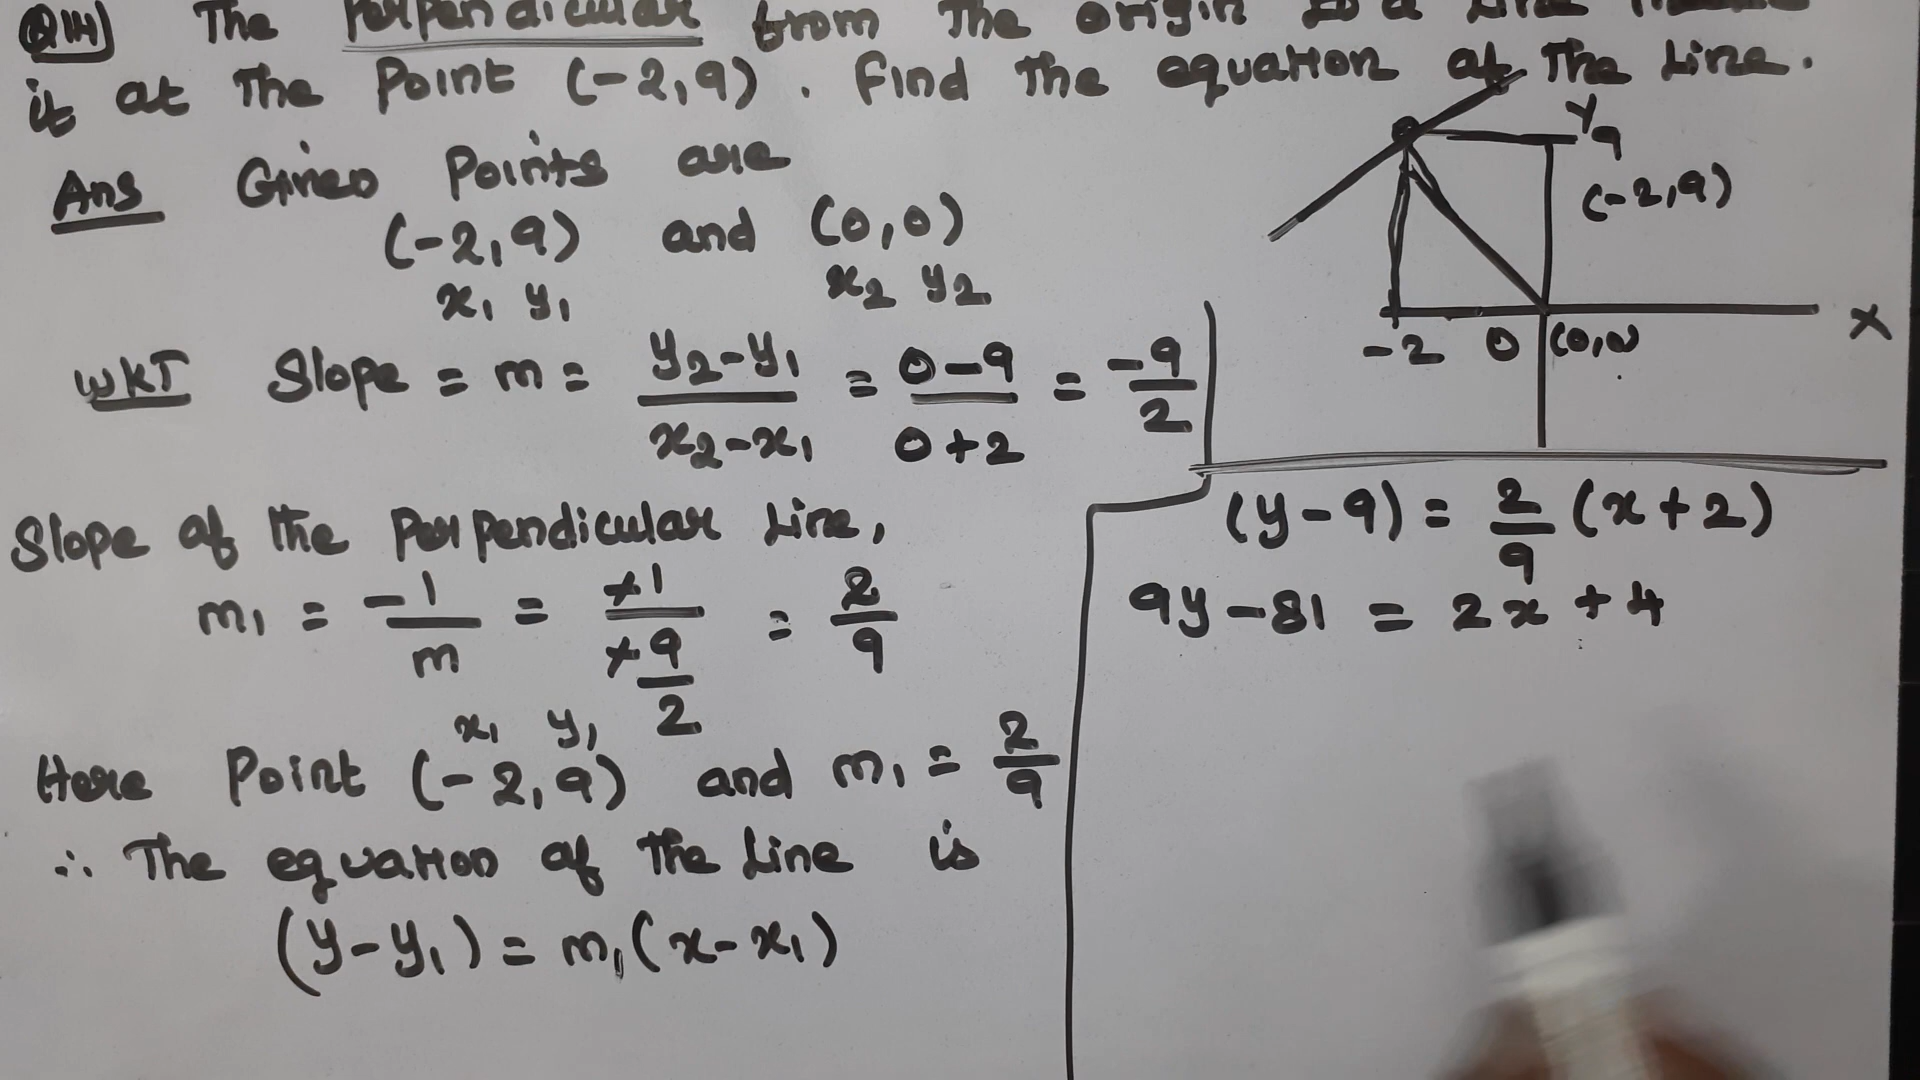 Q14) The Perpendicular from The origin to a Line
it at The Point (-2,9). Find The equation of The Line.
Ans Given Points are
(-2,9) and (0,0)
x1 y1 x2 y2
WKT Slope = m = y2-y1/x2-x1 = 0-9/0+2 = -9/2
Slope of the Perpendicular Line,
m1 = -1/m = -1/-9/2 = 2/9
x1 y1
Here Point (-2,9) and m1 = 2/9
∴ The equation of The Line is
(y-y1) = m1(x-x1)
Y
9
(-2,9)
-2 0 (0,0) X
(y-9) = 2/9 (x+2)
9y-81 = 2x+4